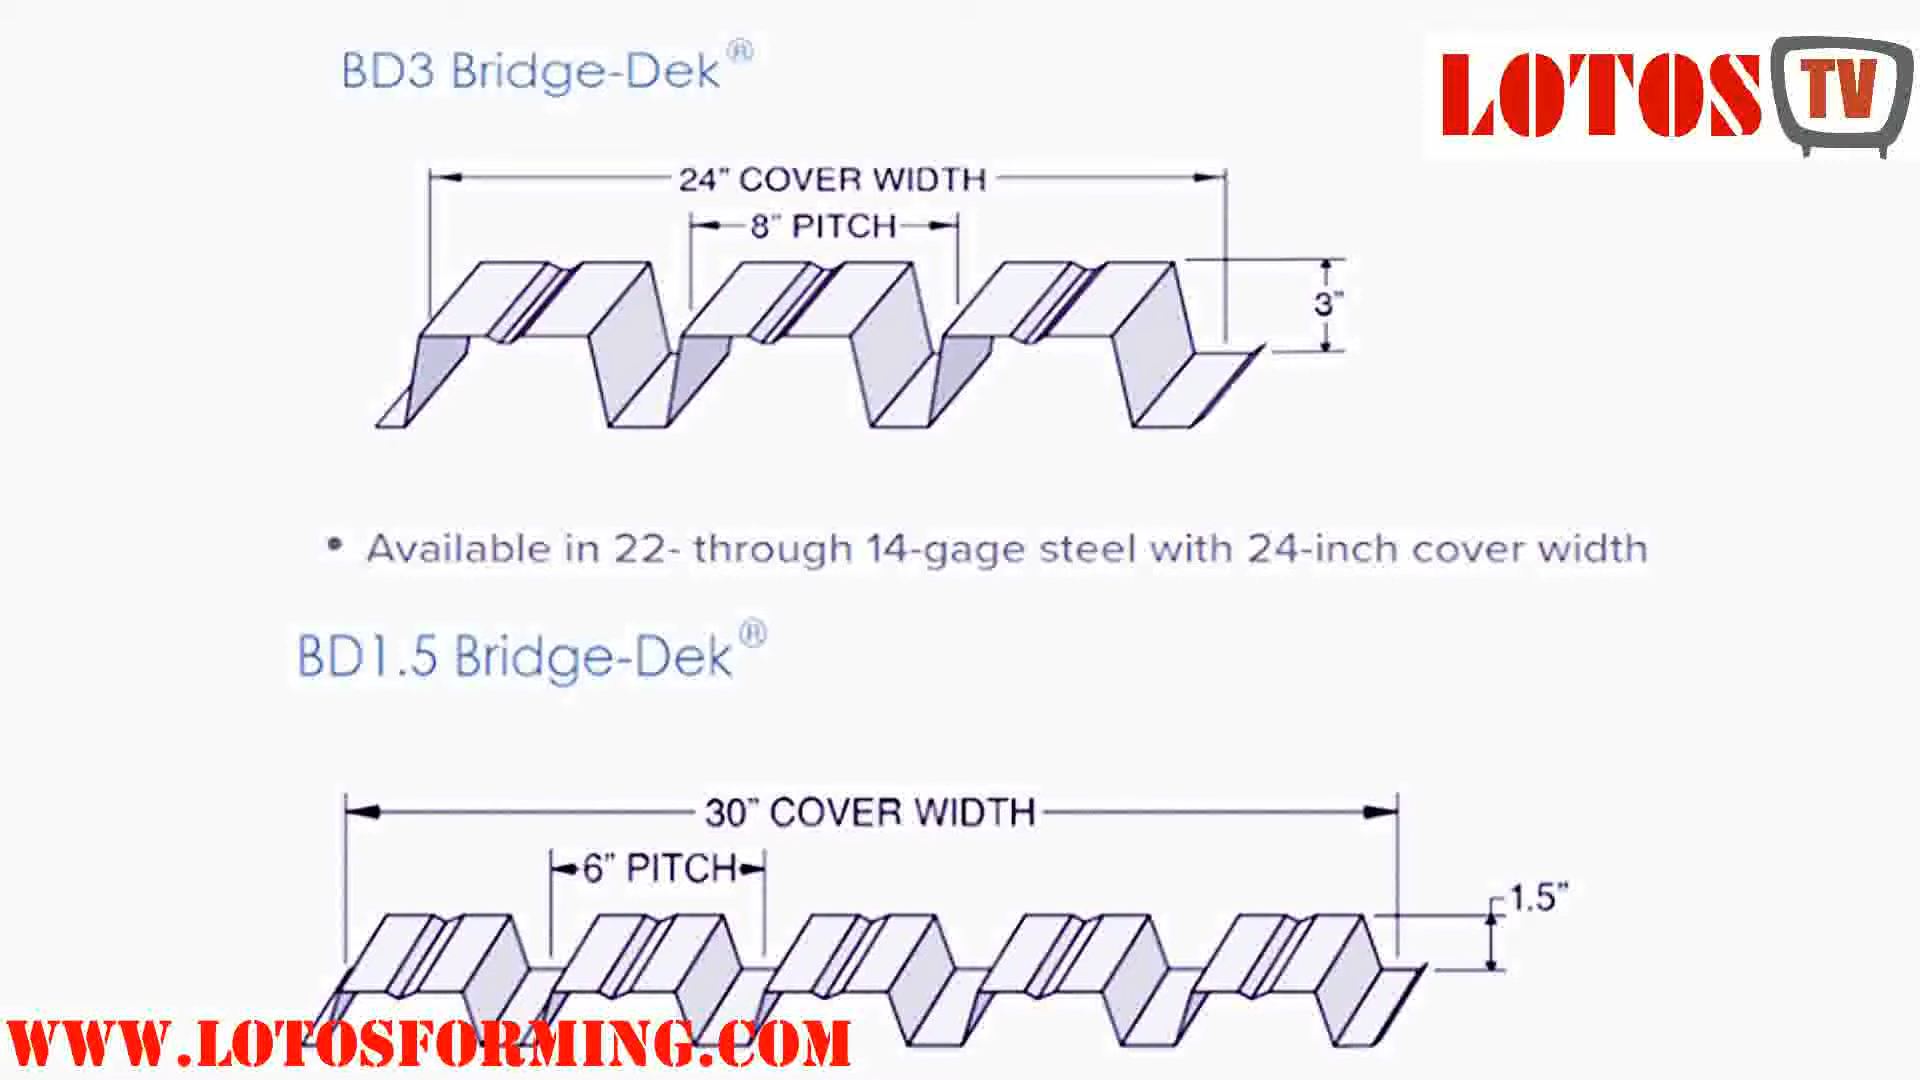 BD3 Bridge-Dek®
LOTOS TV
24" COVER WIDTH
8" PITCH
3"
• Available in 22- through 14-gage steel with 24-inch cover width
BD1.5 Bridge-Dek®
30" COVER WIDTH
6" PITCH
1.5"
WWW.LOTOSFORMING.COM